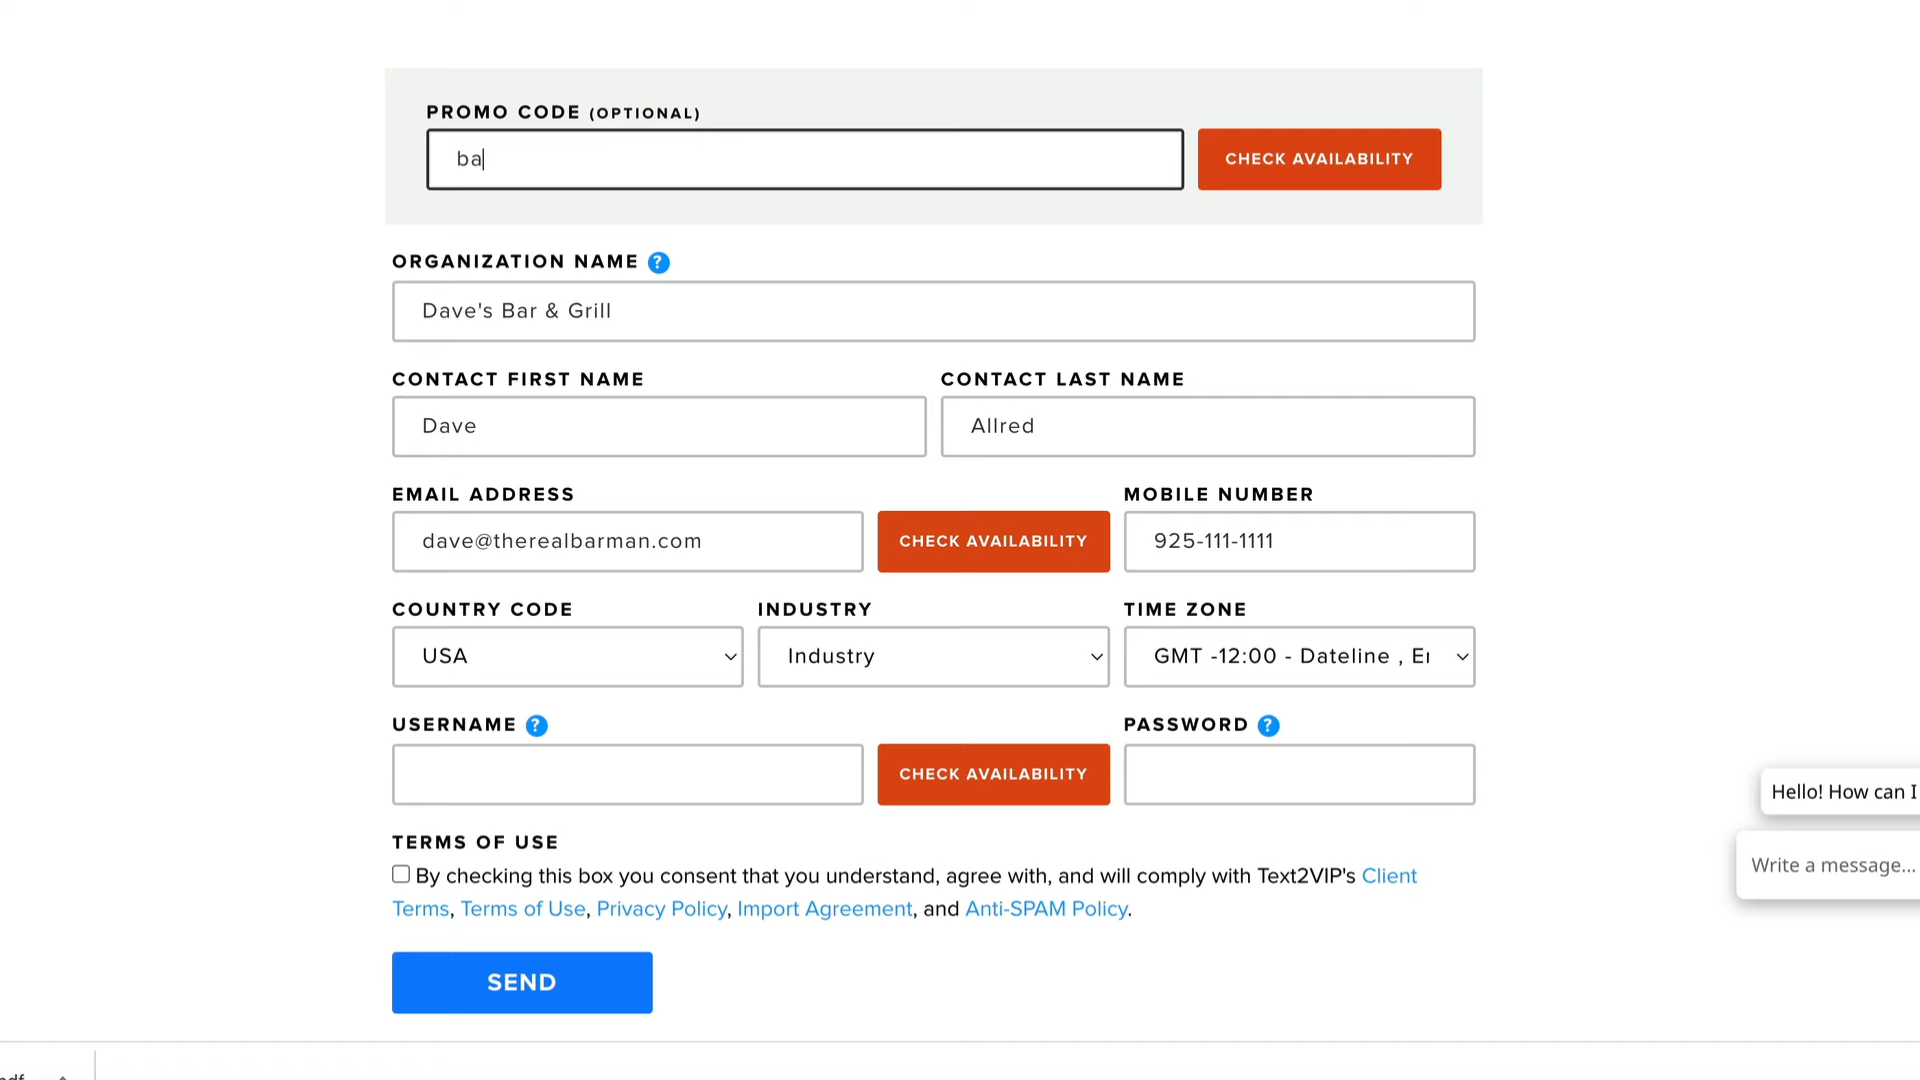 PROMO CODE (OPTIONAL)
ba
CHECK AVAILABILITY
ORGANIZATION NAME ?
Dave's Bar & Grill
CONTACT FIRST NAME
CONTACT LAST NAME
Dave
Allred
EMAIL ADDRESS
MOBILE NUMBER
dave@therealbarman.com
CHECK AVAILABILITY
925-111-1111
COUNTRY CODE
INDUSTRY
TIME ZONE
USA
Industry
GMT -12:00 - Dateline , E
USERNAME ?
PASSWORD ?
CHECK AVAILABILITY
Hello! How can I
Write a message...
TERMS OF USE
By checking this box you consent that you understand, agree with, and will comply with Text2VIP's Client
Terms, Terms of Use, Privacy Policy, Import Agreement, and Anti-SPAM Policy.
SEND